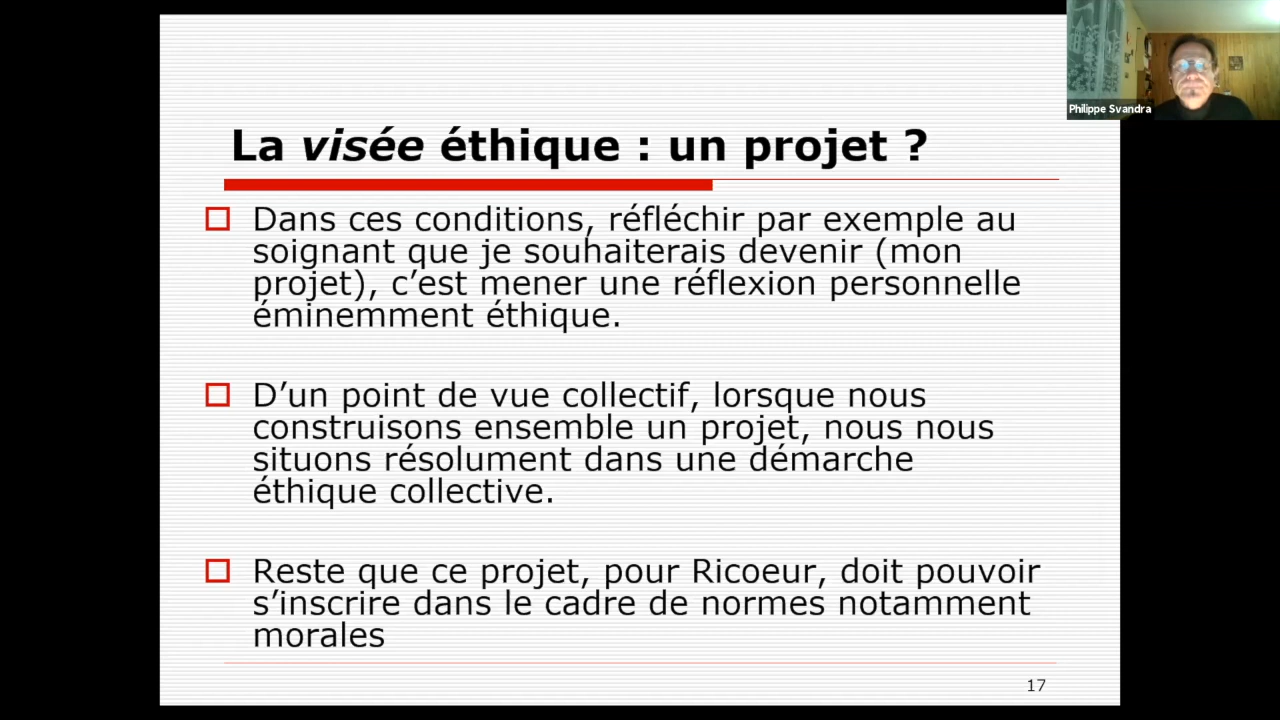 Philippe Svandra
La visée éthique : un projet ?
Dans ces conditions, réfléchir par exemple au
soignant que je souhaiterais devenir (mon
projet), c’est mener une réflexion personnelle
éminemment éthique.
D’un point de vue collectif, lorsque nous
construisons ensemble un projet, nous nous
situons résolument dans une démarche
éthique collective.
Reste que ce projet, pour Ricoeur, doit pouvoir
s’inscrire dans le cadre de normes notamment
morales
17